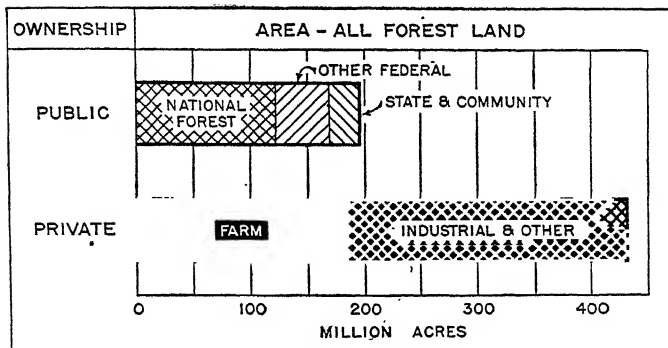 OWNERSHIP
AREA - ALL FOREST LAND
OTHER FEDERAL
NATIONAL
FOREST
STATE & COMMUNITY
PUBLIC
PRIVATE
FARM
INDUSTRIAL & OTHER
0 100 200 300 400
MILLION ACRES